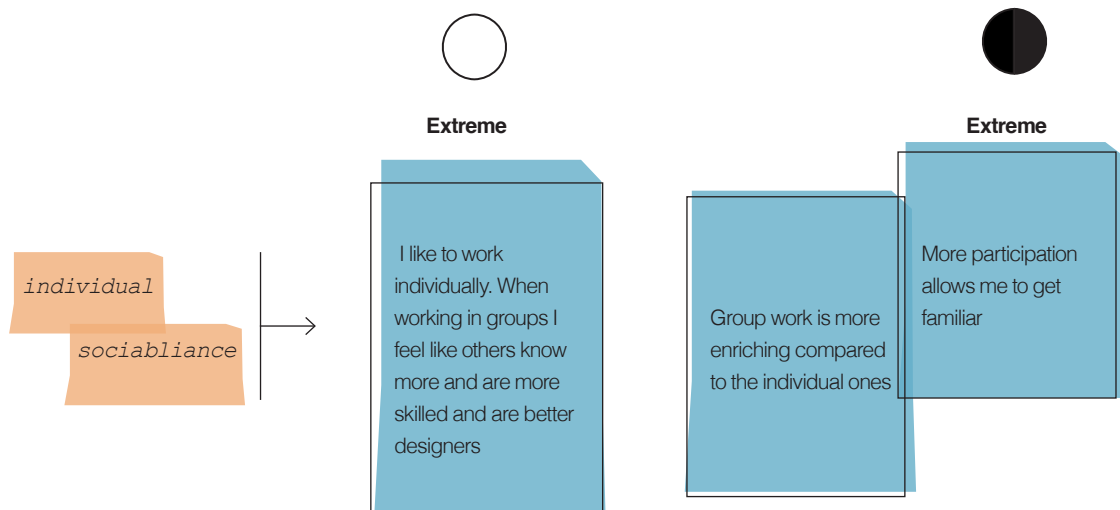 Extreme
Extreme
individual
sociabliance
I like to work
individually. When
working in groups I
feel like others know
more and are more
skilled and are better
designers
Group work is more
enriching compared
to the individual ones
More participation
allows me to get
familiar